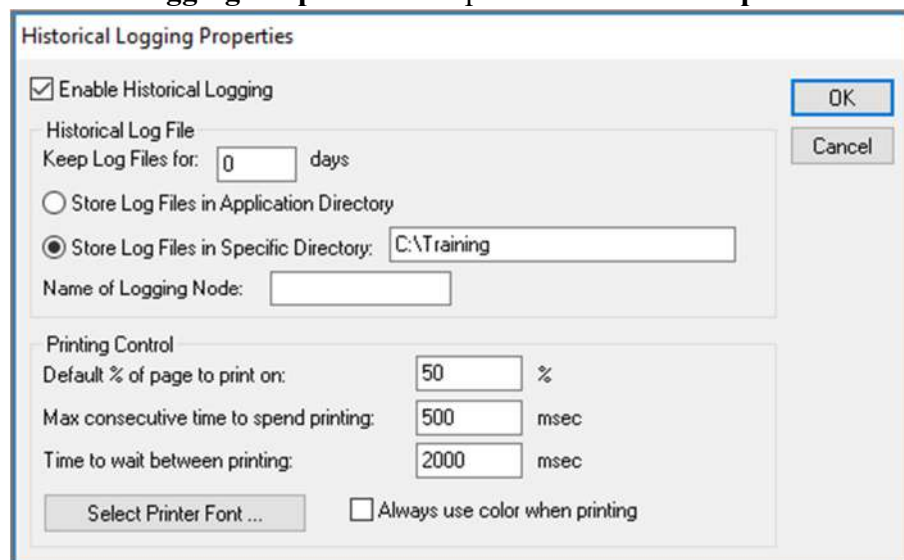 Historical Logging Properties
Enable Historical Logging
OK
Historical Log File
Keep Log Files for: 0 days
Cancel
Store Log Files in Application Directory
Store Log Files in Specific Directory: C:\Training
Name of Logging Node:
Printing Control
Default % of page to print on: 50 %
Max consecutive time to spend printing: 500 msec
Time to wait between printing: 2000 msec
Select Printer Font ...
Always use color when printing